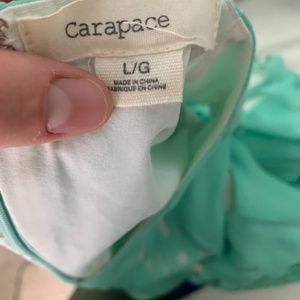 carapace
L/G
MADE IN CHINA
FABRIQUÉ EN CHINE